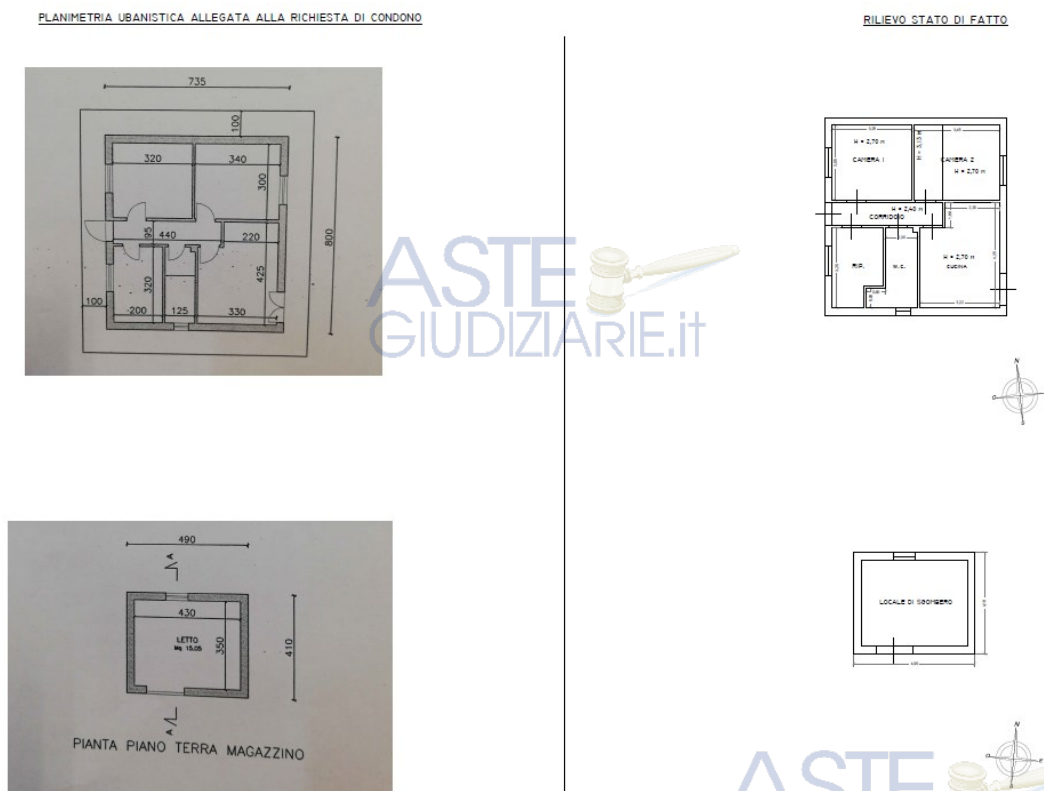 PLANIMETRIA UBANISTICA ALLEGATA ALLA RICHIESTA DI CONDONO
RILIEVO STATO DI FATTO
735
100
320
340
300
95
440
220
800
425
320
100
200
125
330
H = 2,70 m
CAMERA 1
CAMERA 2
H = 2,70 m
H = 2,40 m
CORRIDOIO
RIP.
W.C.
H = 2,70 m
CUCINA
ASTE
GIUDIZIARIE.it
N
S
490
A
430
LETTO
Mq 15,05
350
410
A
PIANTA PIANO TERRA MAGAZZINO
LOCALE DI SGOMBERO
N
ASTE